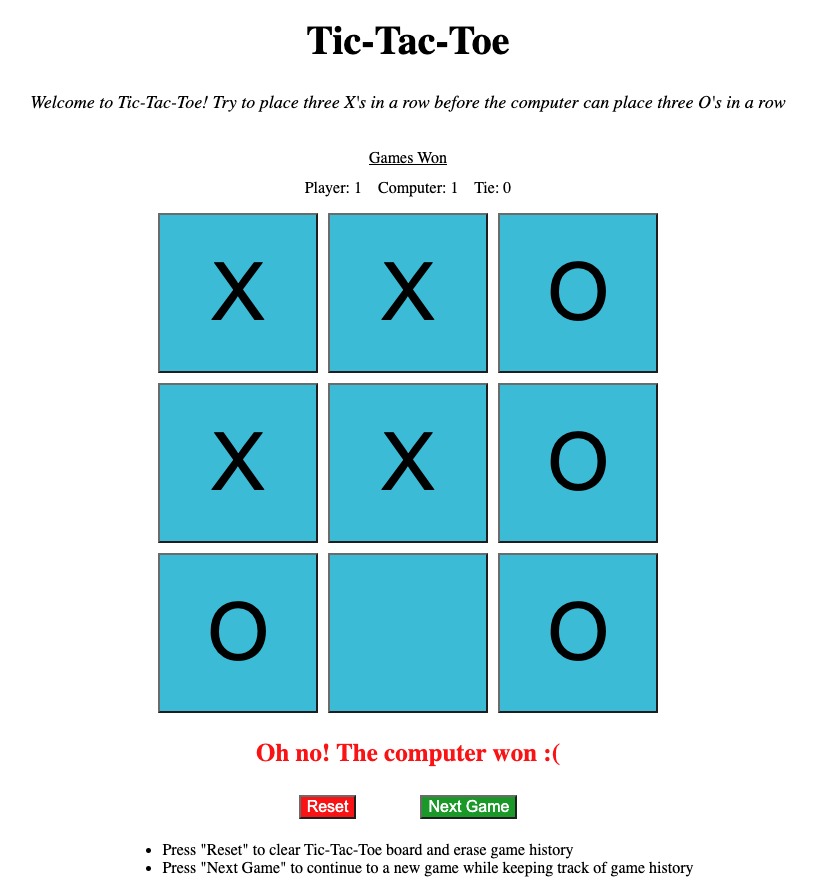 Tic-Tac-Toe
Welcome to Tic-Tac-Toe! Try to place three X's in a row before the computer can place three O's in a row
Games Won
Player: 1 Computer: 1 Tie: 0
X X O
X X O
O O
Oh no! The computer won :(
Reset Next Game
• Press "Reset" to clear Tic-Tac-Toe board and erase game history
• Press "Next Game" to continue to a new game while keeping track of game history